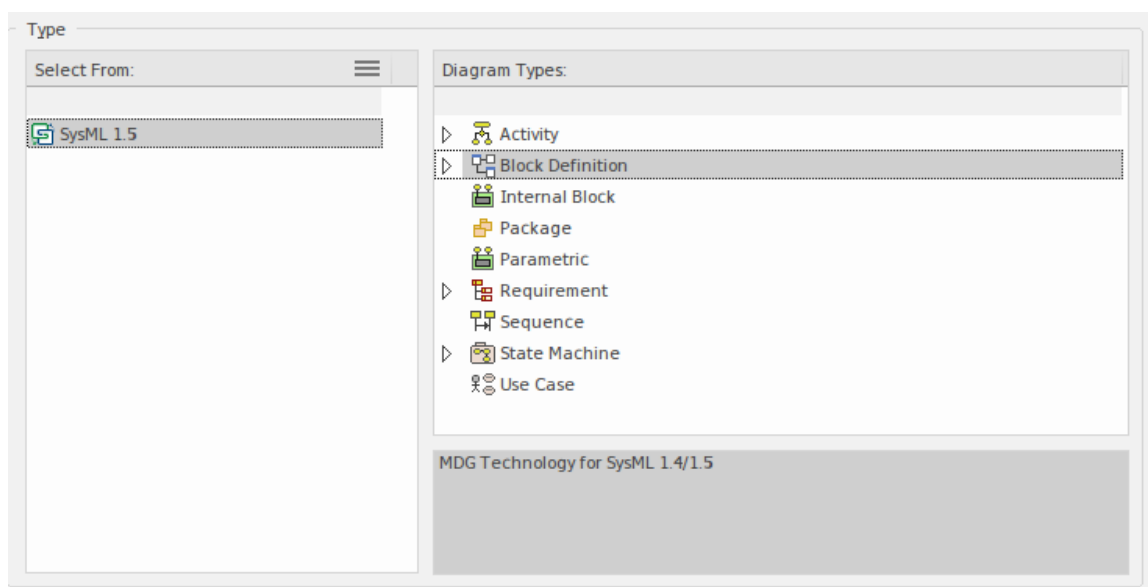 Type
Select From:
SysML 1.5
Diagram Types:
Activity
Block Definition
Internal Block
Package
Parametric
Requirement
Sequence
State Machine
Use Case
MDG Technology for SysML 1.4/1.5